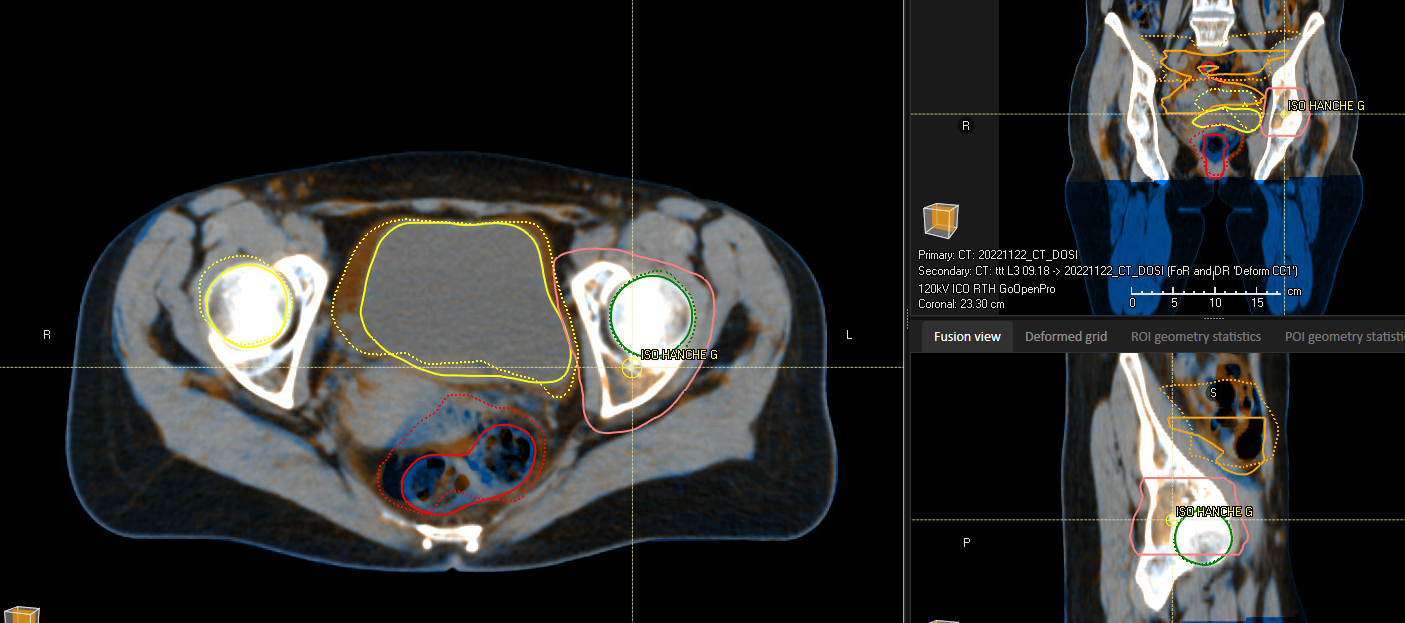 R
L
ISO HANCHE G
R
ISO HANCHE G
Primary: CT: 20221122_CT_DOSI
Secondary: CT: ttt L3 09.18 -> 20221122_CT_DOSI (FoR and DR 'Deform CC1')
120kV ICO RTH GoOpenPro
Coronal: 23.30 cm
0 5 10 15 cm
Fusion view Deformed grid ROI geometry statistics POI geometry statisti
S
ISO HANCHE G
P